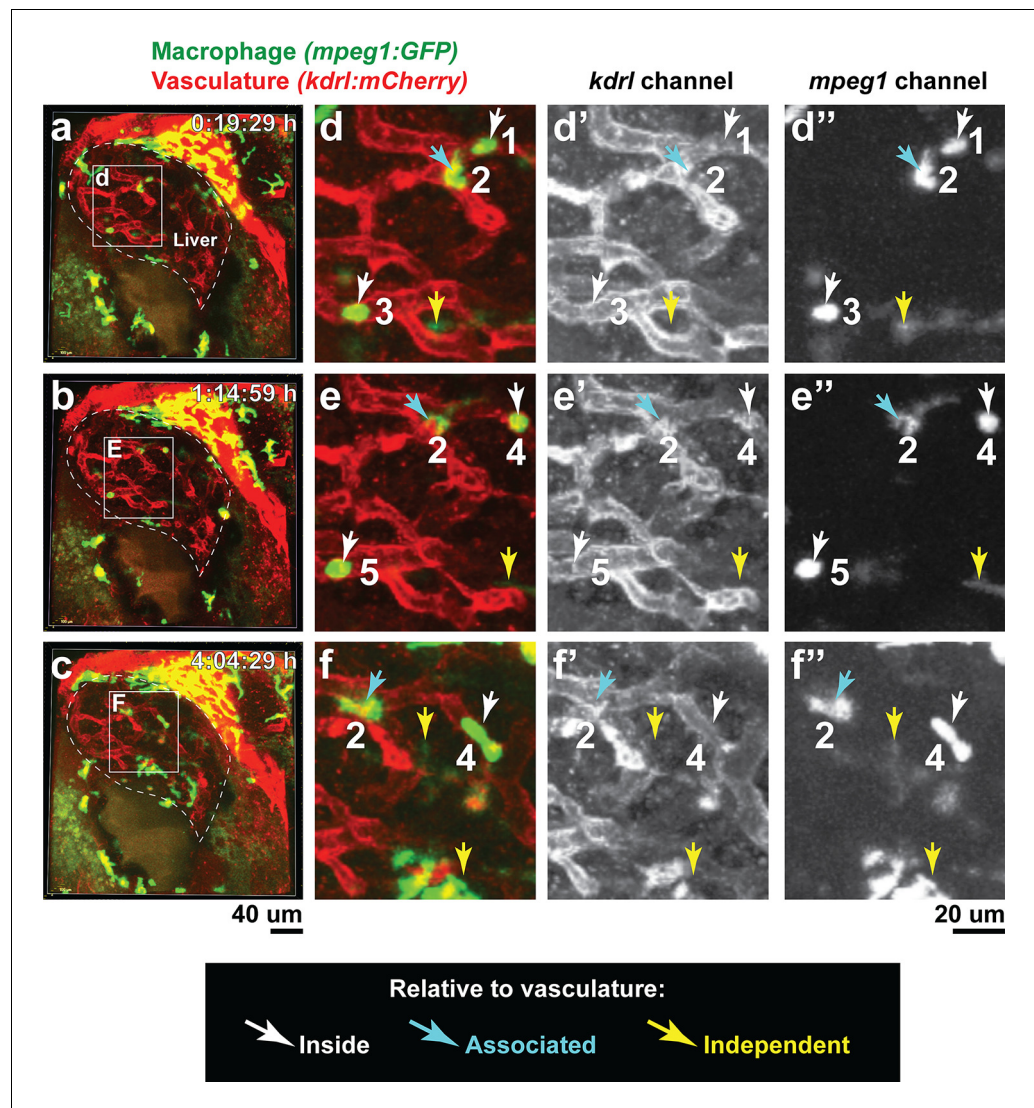 Macrophage (mpeg1:GFP)
Vasculature (kdrl:mCherry)
kdrl channel
mpeg1 channel
a
0:19:29 h
d
Liver
d
1
2
3
d’
1
2
3
d’’
1
2
3
b
1:14:59 h
E
e
2
4
5
e’
2
4
5
e’’
2
4
5
c
4:04:29 h
F
f
2
4
f’
2
4
f’’
2
4
40 um
20 um
Relative to vasculature:
Inside
Associated
Independent